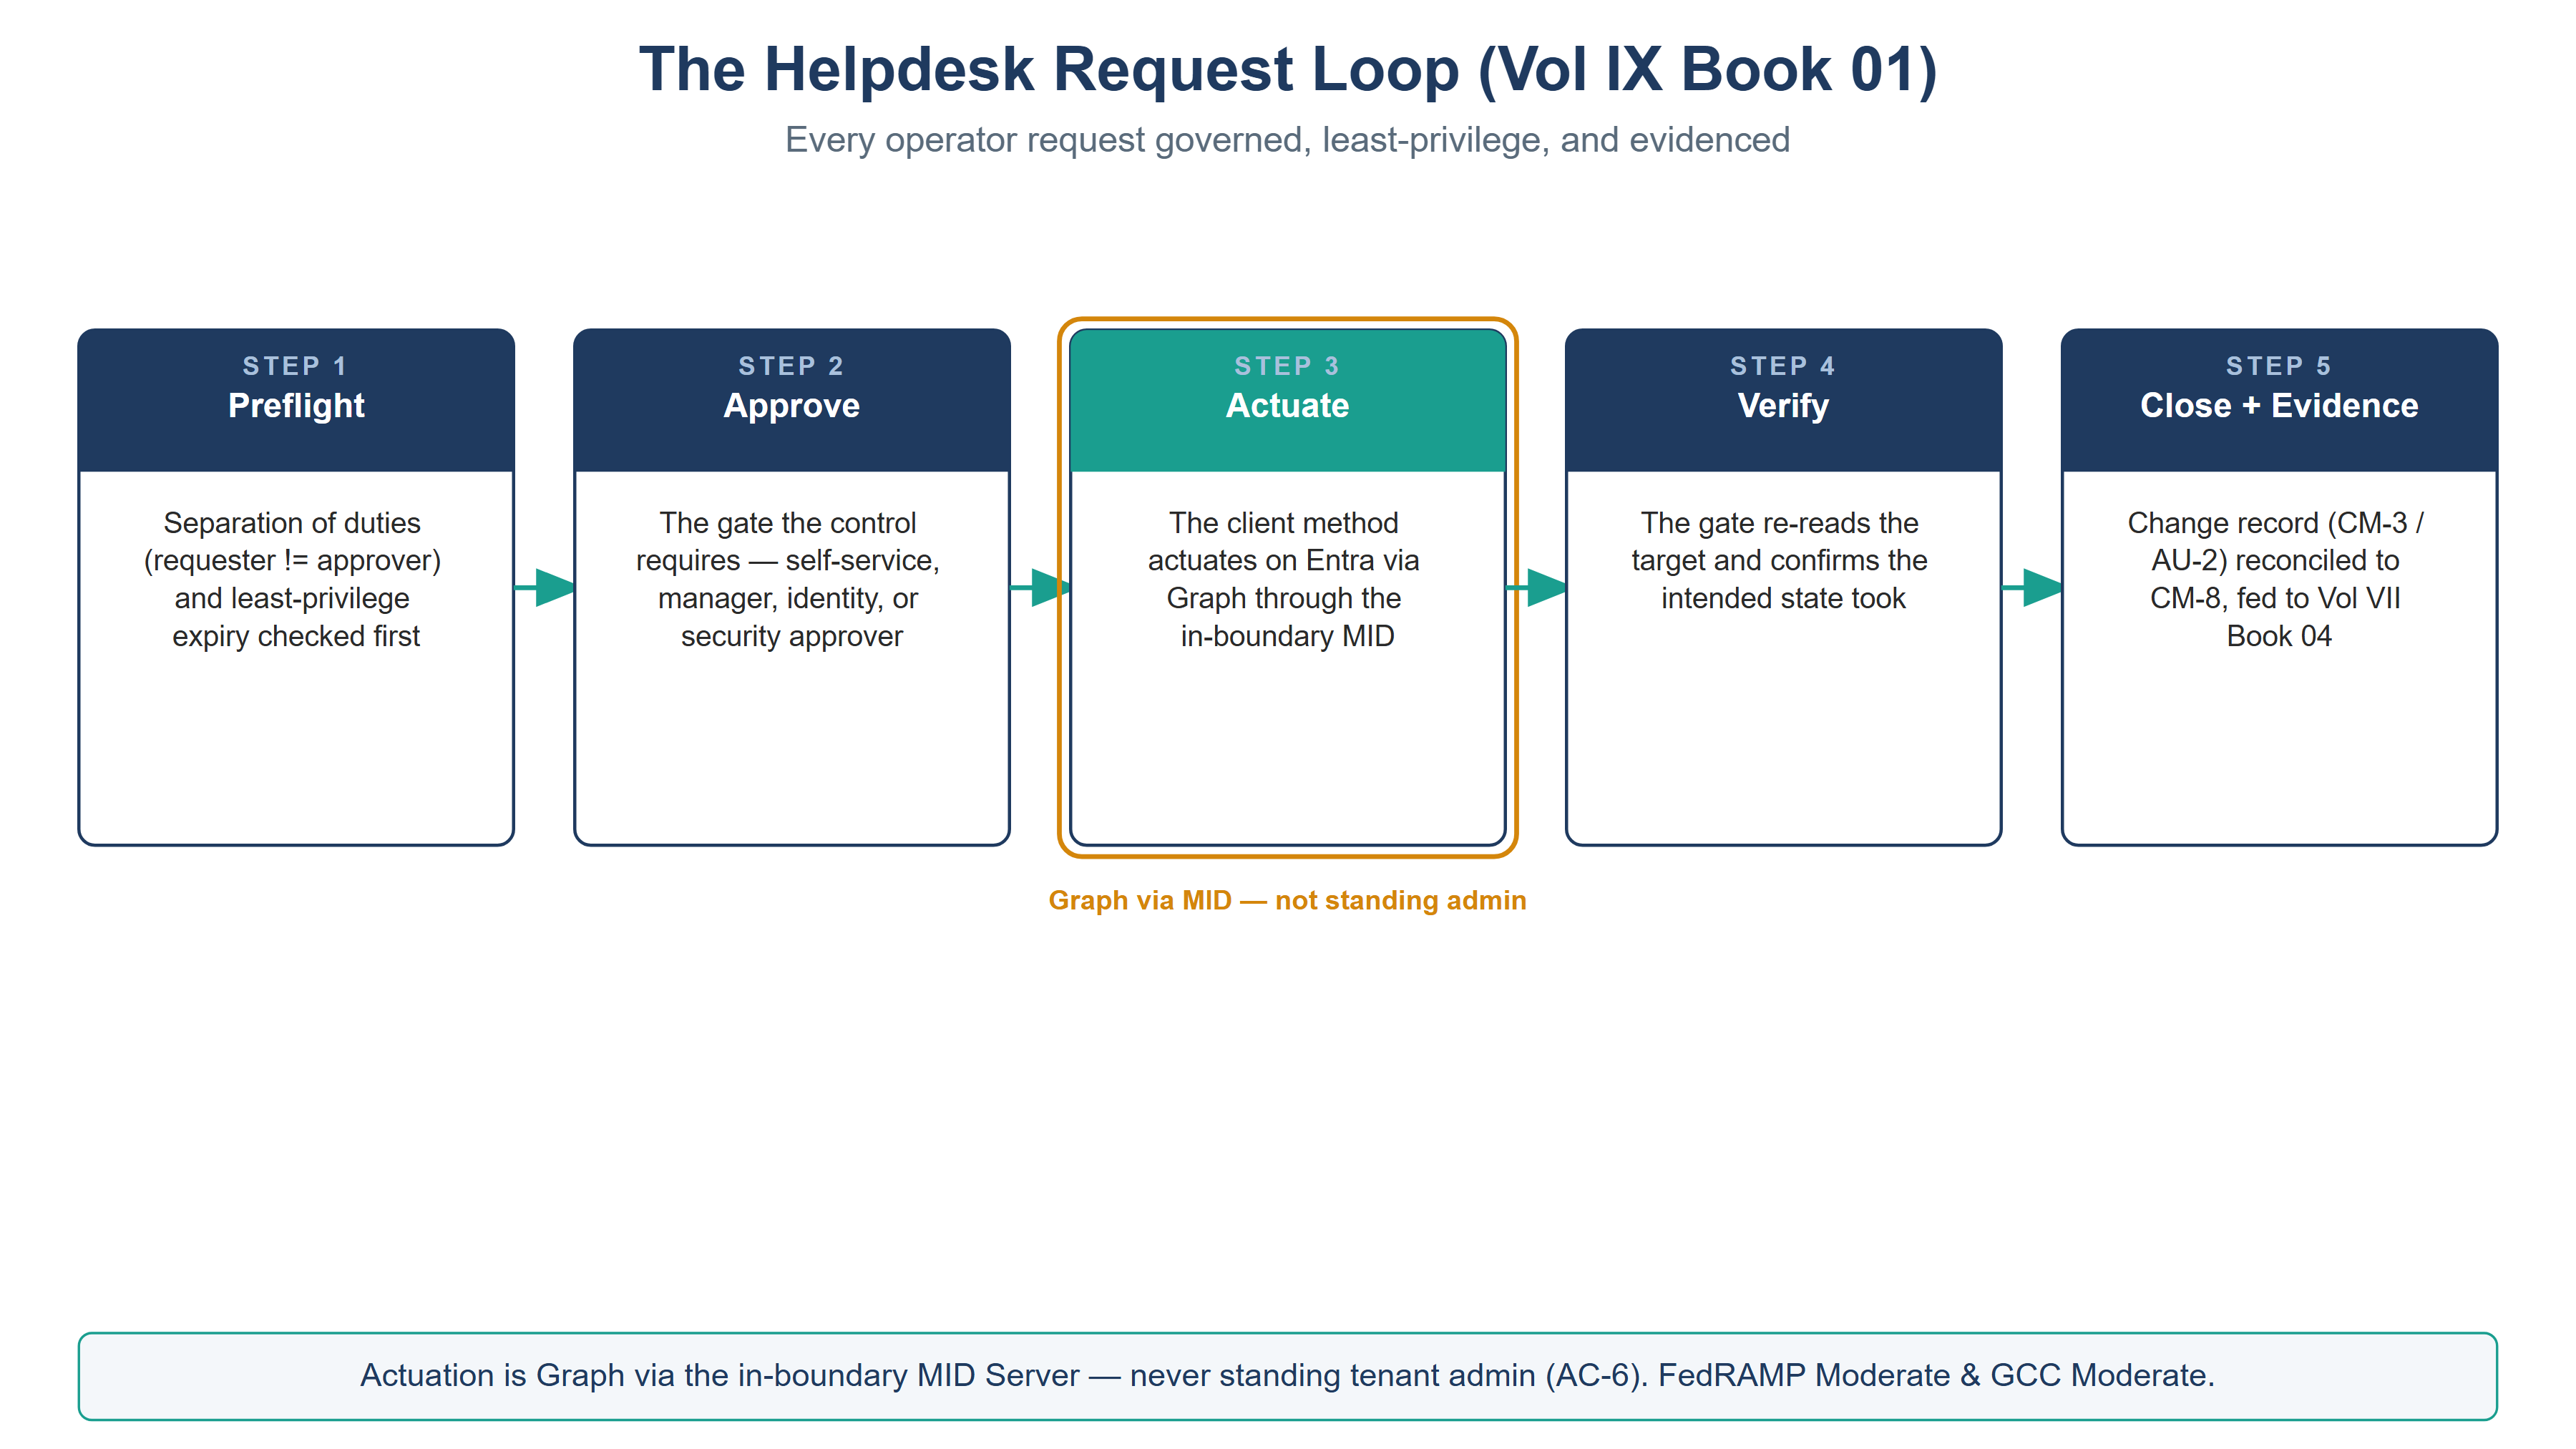 The Helpdesk Request Loop (Vol IX Book 01)
Every operator request governed, least-privilege, and evidenced
STEP 1
Preflight
Separation of duties
(requester != approver)
and least-privilege
expiry checked first
STEP 2
Approve
The gate the control
requires — self-service,
manager, identity, or
security approver
STEP 3
Actuate
The client method
actuates on Entra via
Graph through the
in-boundary MID
Graph via MID — not standing admin
STEP 4
Verify
The gate re-reads the
target and confirms the
intended state took
STEP 5
Close + Evidence
Change record (CM-3 /
AU-2) reconciled to
CM-8, fed to Vol VII
Book 04
Actuation is Graph via the in-boundary MID Server — never standing tenant admin (AC-6). FedRAMP Moderate & GCC Moderate.